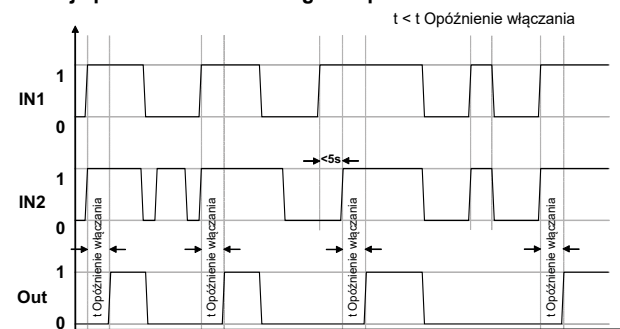 t < t Opóźnienie włączania
1
IN1
0
<5s
1
IN2
0
t Opóźnienie włączania
t Opóźnienie włączania
t Opóźnienie włączania
t Opóźnienie włączania
1
Out
0